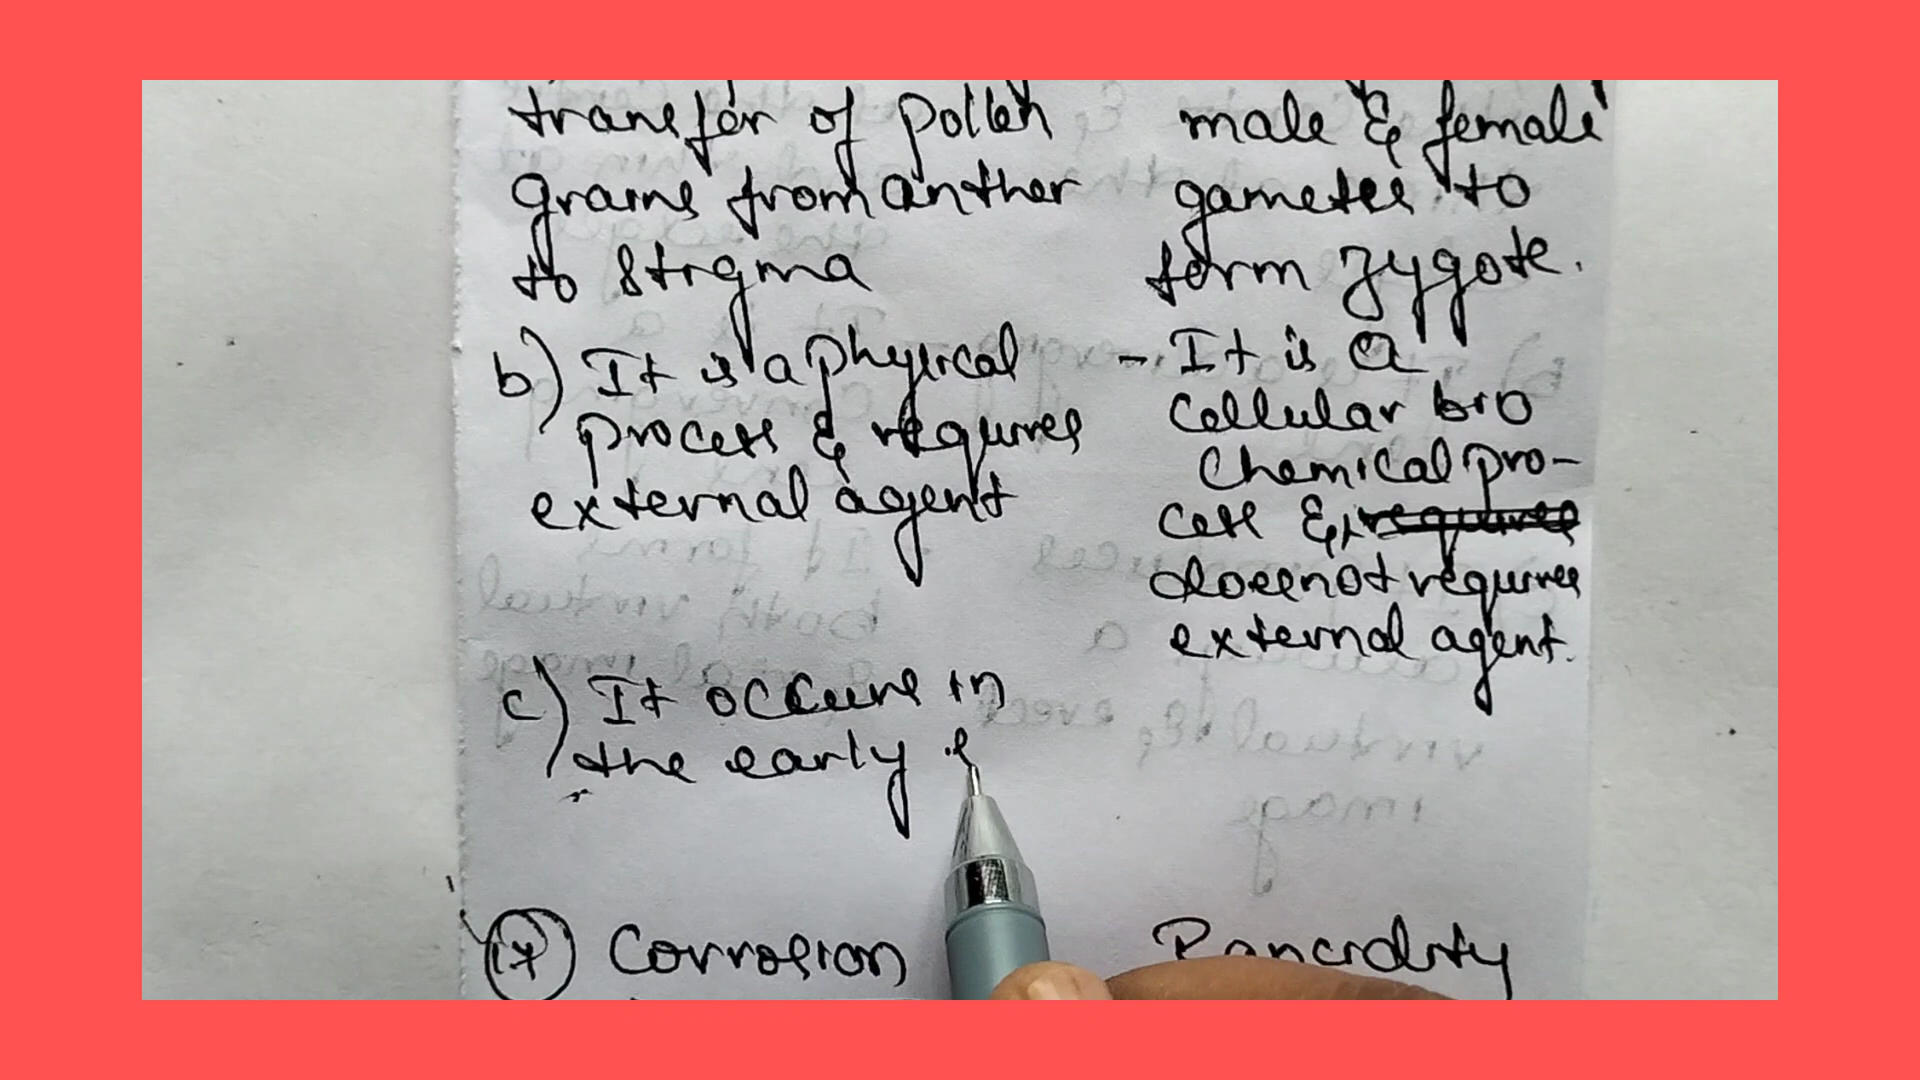 transfer of pollen
grains from anther
to stigma
b) It is a physical
process & requires
external agent
c) It occurs in
the early
male & female
gametes to
form zygote.
- It is a
cellular bio
chemical pro-
cess &
does not requires
external agent.
17 Corrosion
Rancidity